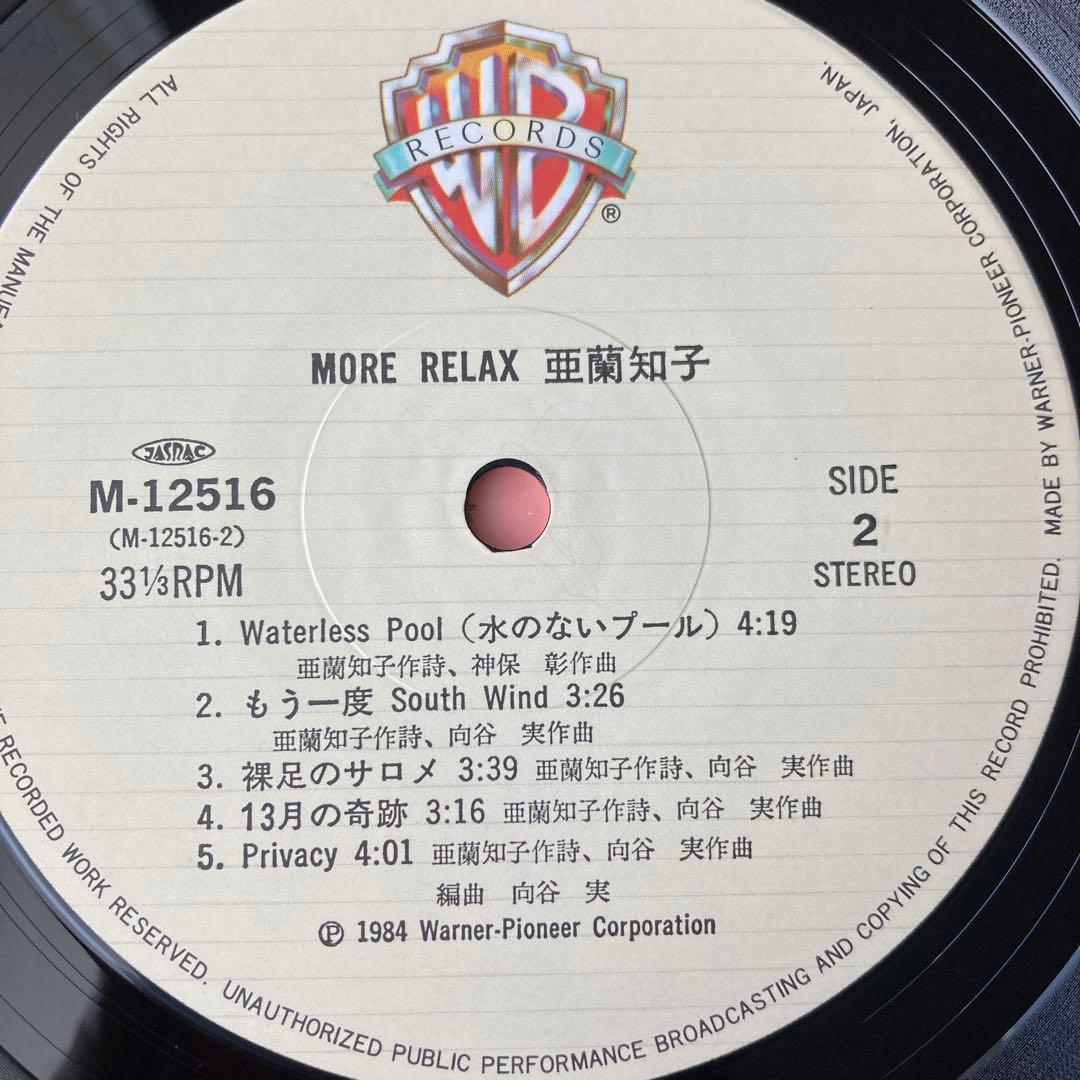 WB
RECORDS
®
MORE RELAX 亜蘭知子
JASRAC
M-12516
(M-12516-2)
33⅓RPM
SIDE
2
STEREO
1. Waterless Pool（水のないプール）4:19
亜蘭知子作詩、神保　彰作曲
2. もう一度 South Wind 3:26
亜蘭知子作詩、向谷　実作曲
3. 裸足のサロメ 3:39 亜蘭知子作詩、向谷　実作曲
4. 13月の奇跡 3:16 亜蘭知子作詩、向谷　実作曲
5. Privacy 4:01 亜蘭知子作詩、向谷　実作曲
編曲　向谷　実
Ⓟ 1984 Warner-Pioneer Corporation
ALL RIGHTS OF THE
RECORDED WORK RESERVED. UNAUTHORIZED PUBLIC PERFORMANCE BROADCASTING AND COPYING OF THIS RECORD PROHIBITED. MADE BY WARNER-PIONEER CORPORATION, JAPAN.